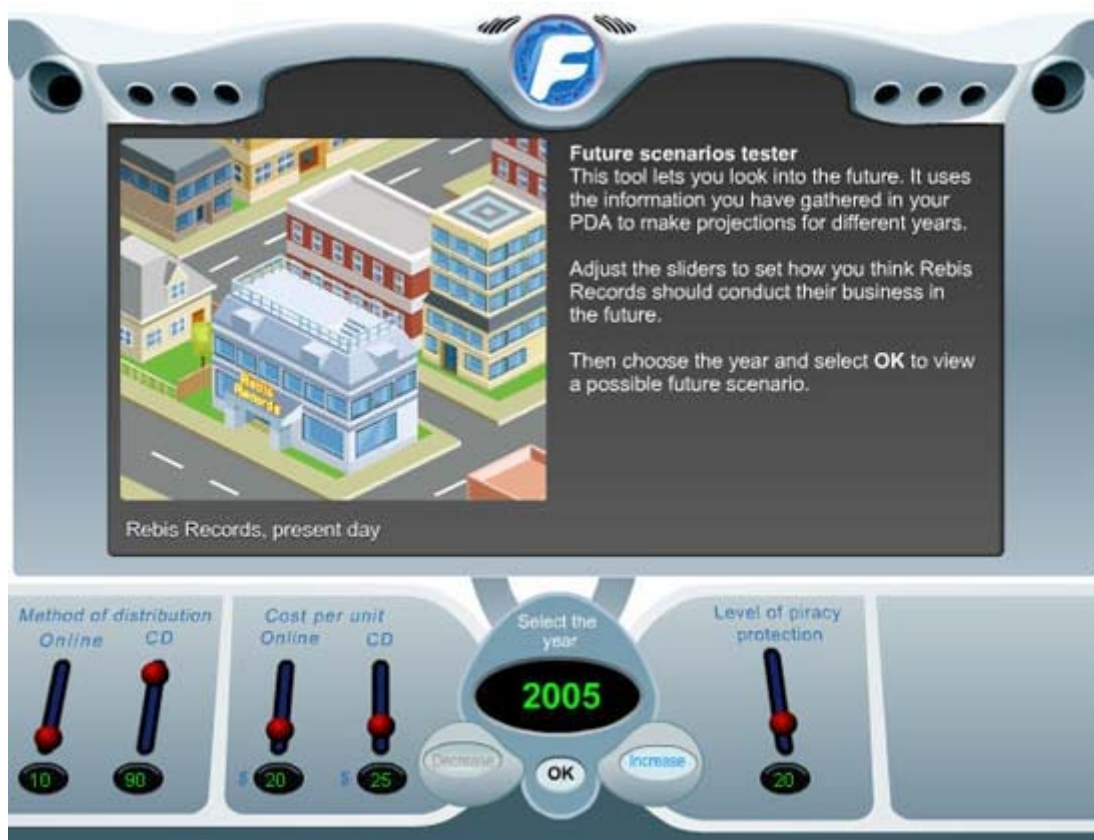 F
Future scenarios tester
This tool lets you look into the future. It uses
the information you have gathered in your
PDA to make projections for different years.
Adjust the sliders to set how you think Rebis
Records should conduct their business in
the future.
Then choose the year and select OK to view
a possible future scenario.
Rebis
Records
Rebis Records, present day
Method of distribution
Online CD
10 90
Cost per unit
Online CD
$ 20 $ 25
Select the
year
2005
Decrease OK Increase
Level of piracy
protection
20